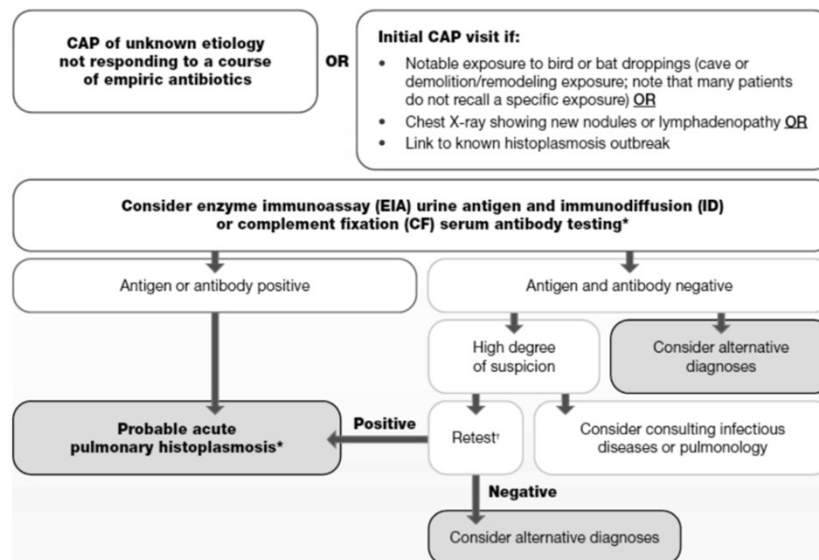 CAP of unknown etiology
not responding to a course
of empiric antibiotics
OR
Initial CAP visit if:
• Notable exposure to bird or bat droppings (cave or
demolition/remodeling exposure; note that many patients
do not recall a specific exposure) OR
• Chest X-ray showing new nodules or lymphadenopathy OR
• Link to known histoplasmosis outbreak
Consider enzyme immunoassay (EIA) urine antigen and immunodiffusion (ID)
or complement fixation (CF) serum antibody testing*
Antigen or antibody positive
Antigen and antibody negative
High degree
of suspicion
Consider alternative
diagnoses
Probable acute
pulmonary histoplasmosis*
Positive
Retest†
Consider consulting infectious
diseases or pulmonology
Negative
Consider alternative diagnoses